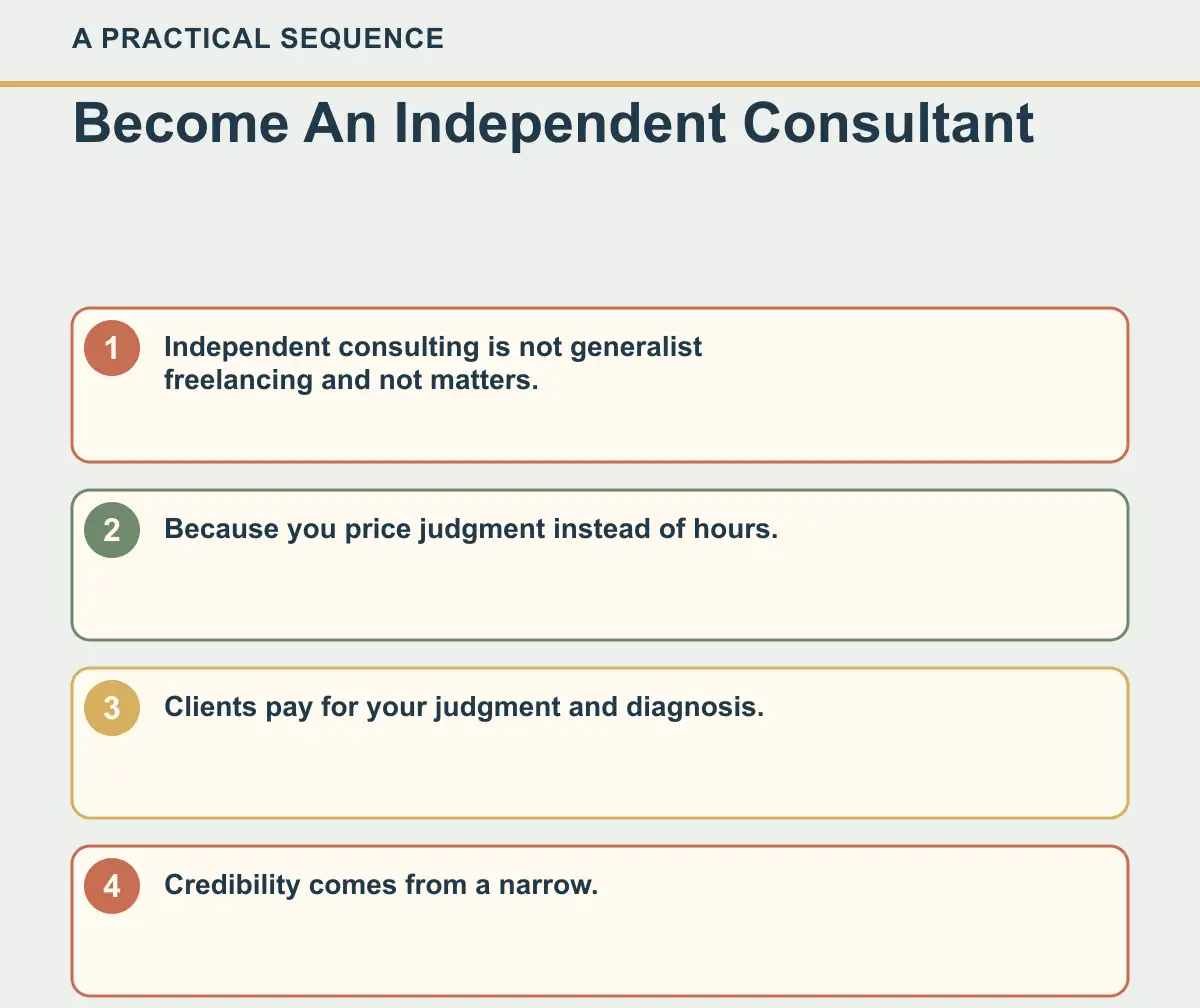 A PRACTICAL SEQUENCE
Become An Independent Consultant
1
Independent consulting is not generalist
freelancing and not matters.
2
Because you price judgment instead of hours.
3
Clients pay for your judgment and diagnosis.
4
Credibility comes from a narrow.